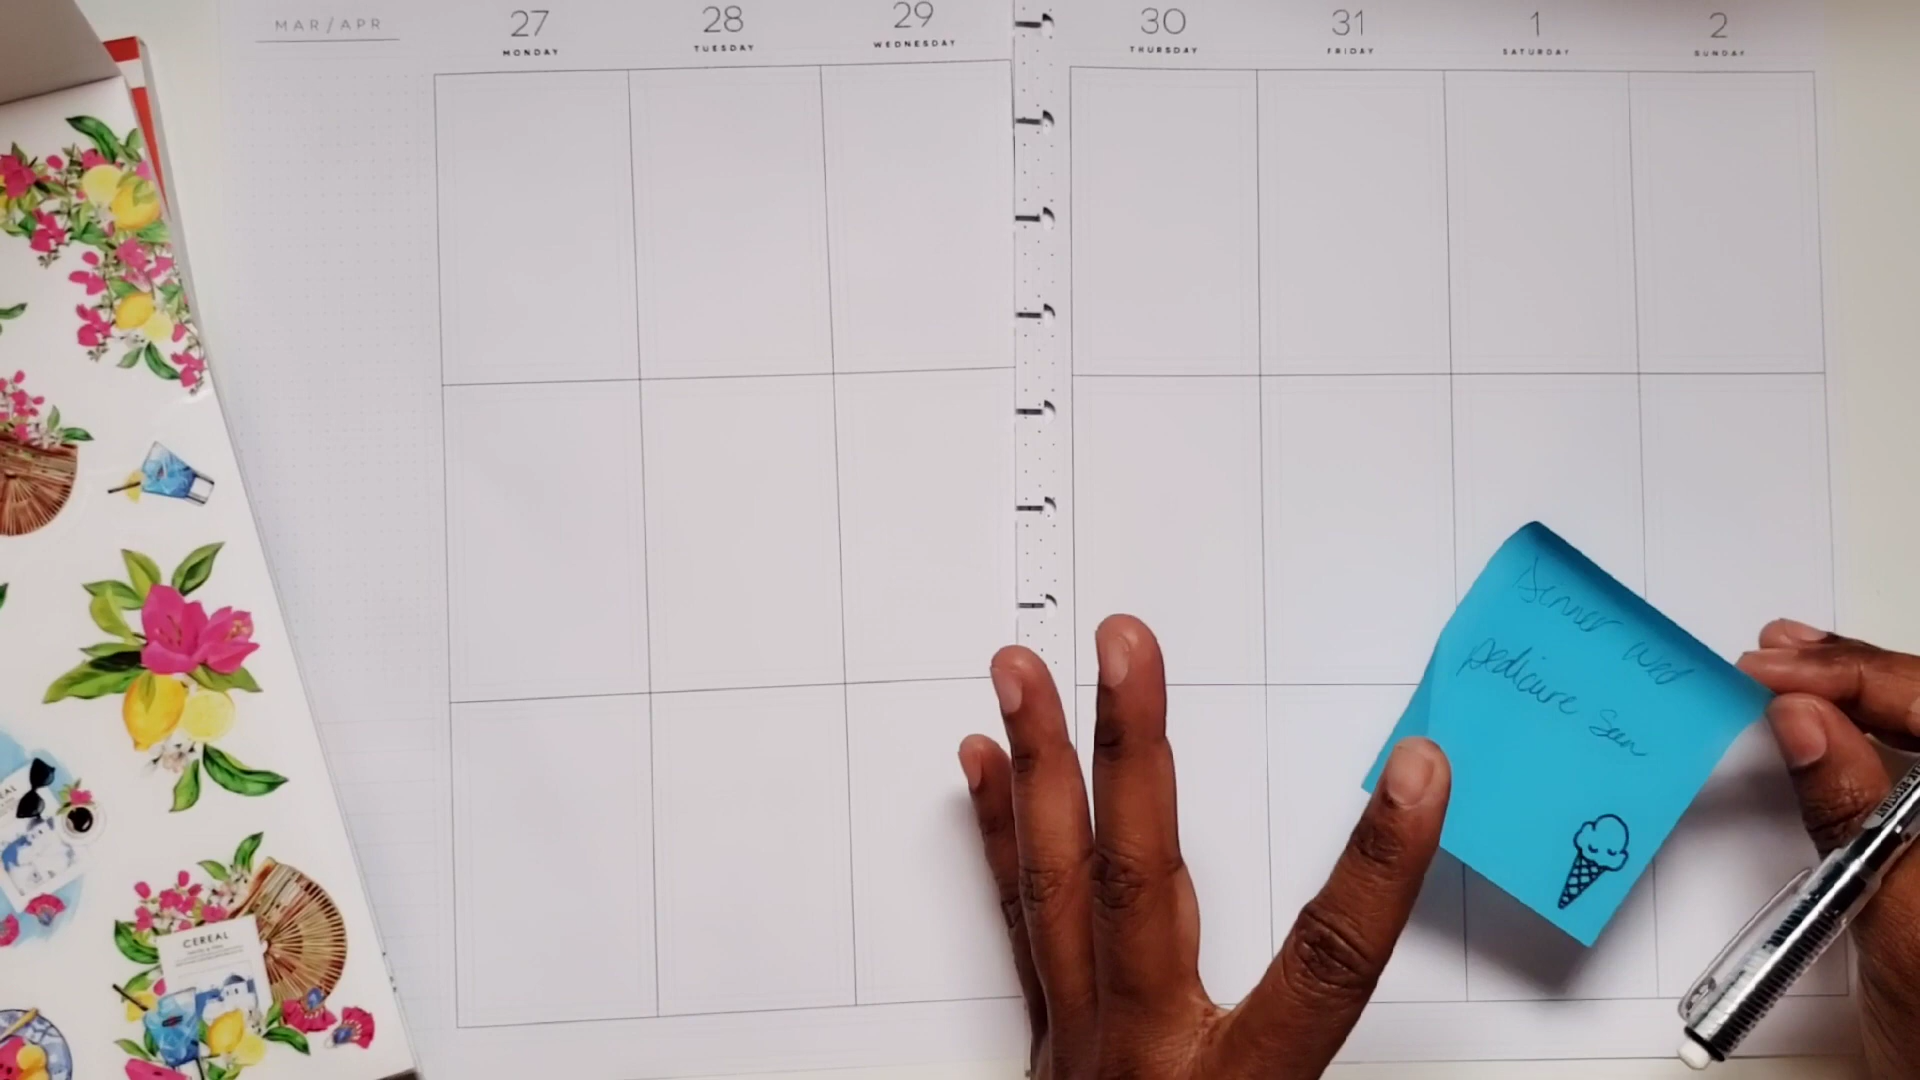 MAR/APR
27
MONDAY
28
TUESDAY
29
WEDNESDAY
30
THURSDAY
31
FRIDAY
1
SATURDAY
2
SUNDAY
Dinner Wed
pedicure Sun
CEREAL